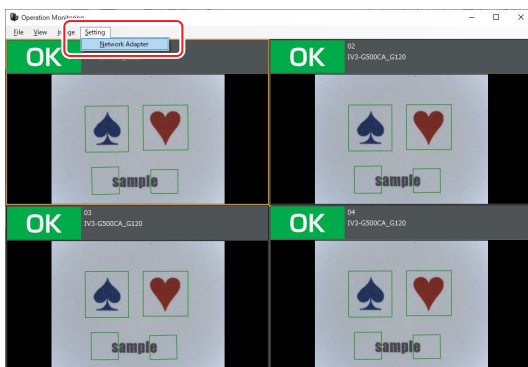 Operation Monitoring
File View Setting
Network Adapter
OK
OK 02
IV3-G500CA_G120
sample
sample
OK 03
IV3-G500CA_G120
OK 04
IV3-G500CA_G120
sample
sample